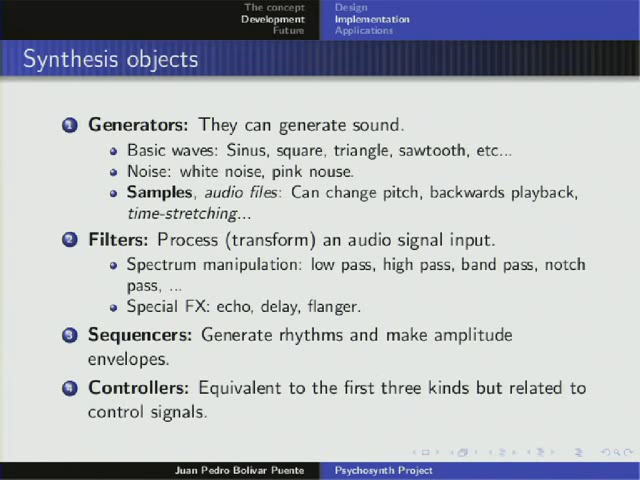 The concept
Development
Future
Design
Implementation
Applications
Synthesis objects
1 Generators: They can generate sound.
Basic waves: Sinus, square, triangle, sawtooth, etc...
Noise: white noise, pink nouse.
Samples, audio files: Can change pitch, backwards playback,
time-stretching...
2 Filters: Process (transform) an audio signal input.
Spectrum manipulation: low pass, high pass, band pass, notch
pass, ...
Special FX: echo, delay, flanger.
3 Sequencers: Generate rhythms and make amplitude
envelopes.
4 Controllers: Equivalent to the first three kinds but related to
control signals.
Juan Pedro Bolivar Puente
Psychosynth Project